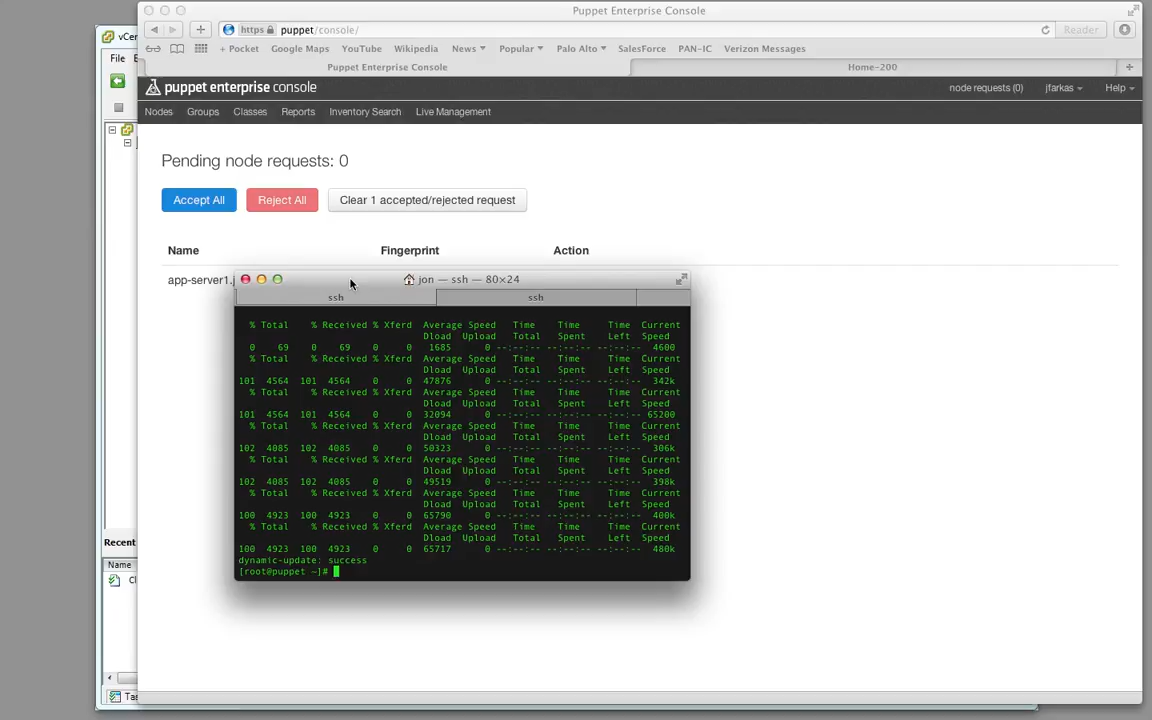 Puppet Enterprise Console
vCer
https puppet/console/
Reader
File
+ Pocket Google Maps YouTube Wikipedia News Popular Palo Alto SalesForce PAN-IC Verizon Messages
Puppet Enterprise Console Home-200 +
puppet enterprise console
node requests (0) jfarkas Help
Nodes Groups Classes Reports Inventory Search Live Management
Pending node requests: 0
Accept All Reject All Clear 1 accepted/rejected request
Name Fingerprint Action
app-server1.j
jon — ssh — 80×24
ssh ssh
% Total % Received % Xferd Average Speed Time Time Time Current
Dload Upload Total Spent Left Speed
0 69 0 69 0 0 1685 0 --:--:-- --:--:-- --:--:-- 4600
% Total % Received % Xferd Average Speed Time Time Time Current
Dload Upload Total Spent Left Speed
101 4564 101 4564 0 0 47876 0 --:--:-- --:--:-- --:--:-- 342k
% Total % Received % Xferd Average Speed Time Time Time Current
Dload Upload Total Spent Left Speed
101 4564 101 4564 0 0 32094 0 --:--:-- --:--:-- --:--:-- 65200
% Total % Received % Xferd Average Speed Time Time Time Current
Dload Upload Total Spent Left Speed
102 4085 102 4085 0 0 50323 0 --:--:-- --:--:-- --:--:-- 306k
% Total % Received % Xferd Average Speed Time Time Time Current
Dload Upload Total Spent Left Speed
102 4085 102 4085 0 0 49519 0 --:--:-- --:--:-- --:--:-- 398k
% Total % Received % Xferd Average Speed Time Time Time Current
Dload Upload Total Spent Left Speed
100 4923 100 4923 0 0 65790 0 --:--:-- --:--:-- --:--:-- 400k
% Total % Received % Xferd Average Speed Time Time Time Current
Dload Upload Total Spent Left Speed
100 4923 100 4923 0 0 65717 0 --:--:-- --:--:-- --:--:-- 480k
dynamic-update: success
[root@puppet ~]#
Recent
Name
Cl
Tas